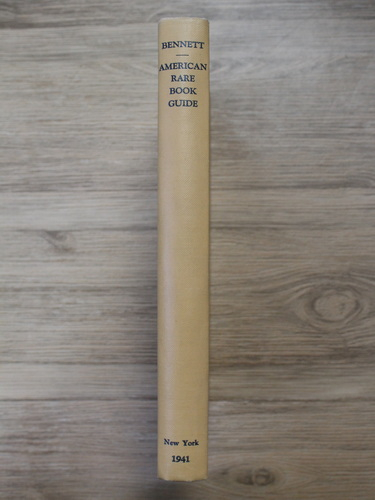 BENNETT
AMERICAN
RARE
BOOK
GUIDE
New York
1941